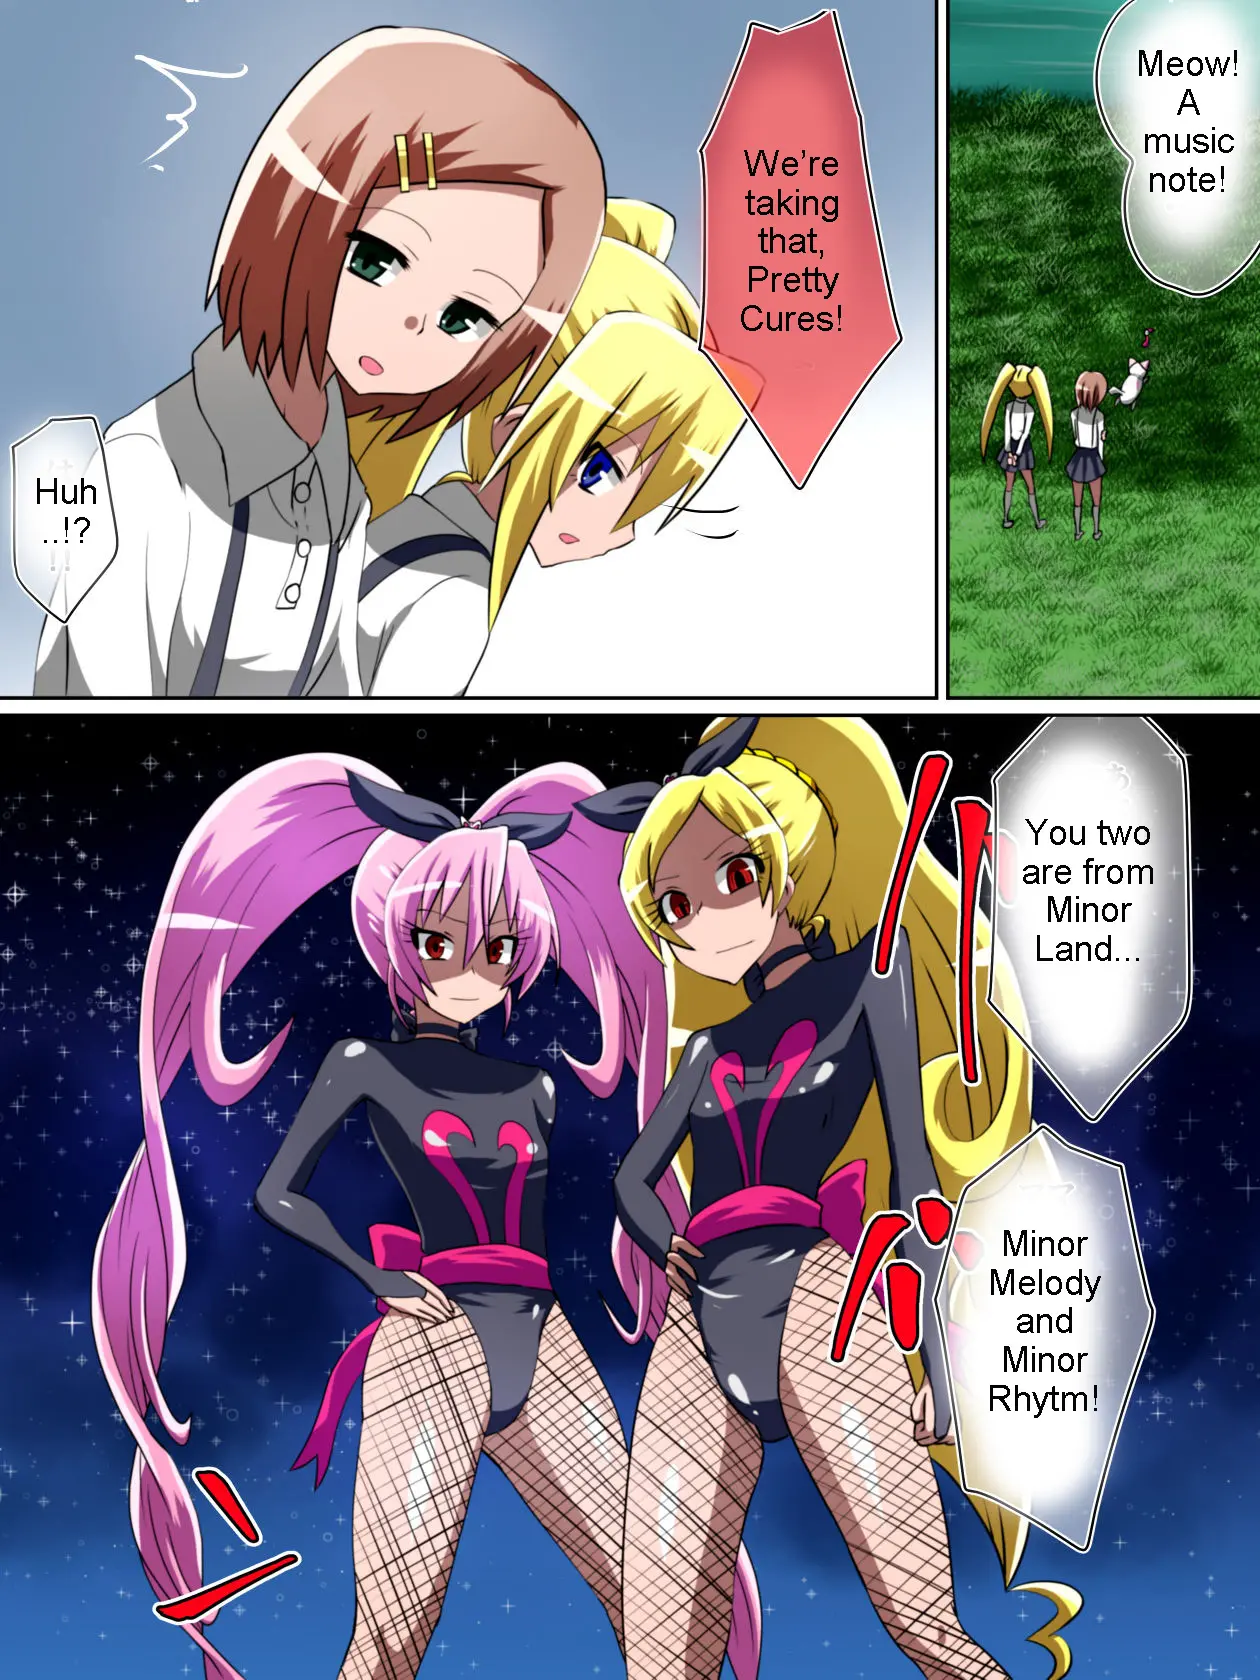 Meow!
A
music
note!
We're
taking
that,
Pretty
Cures!
Huh
..!?
You two
are from
Minor
Land...
Minor
Melody
and
Minor
Rhytm!